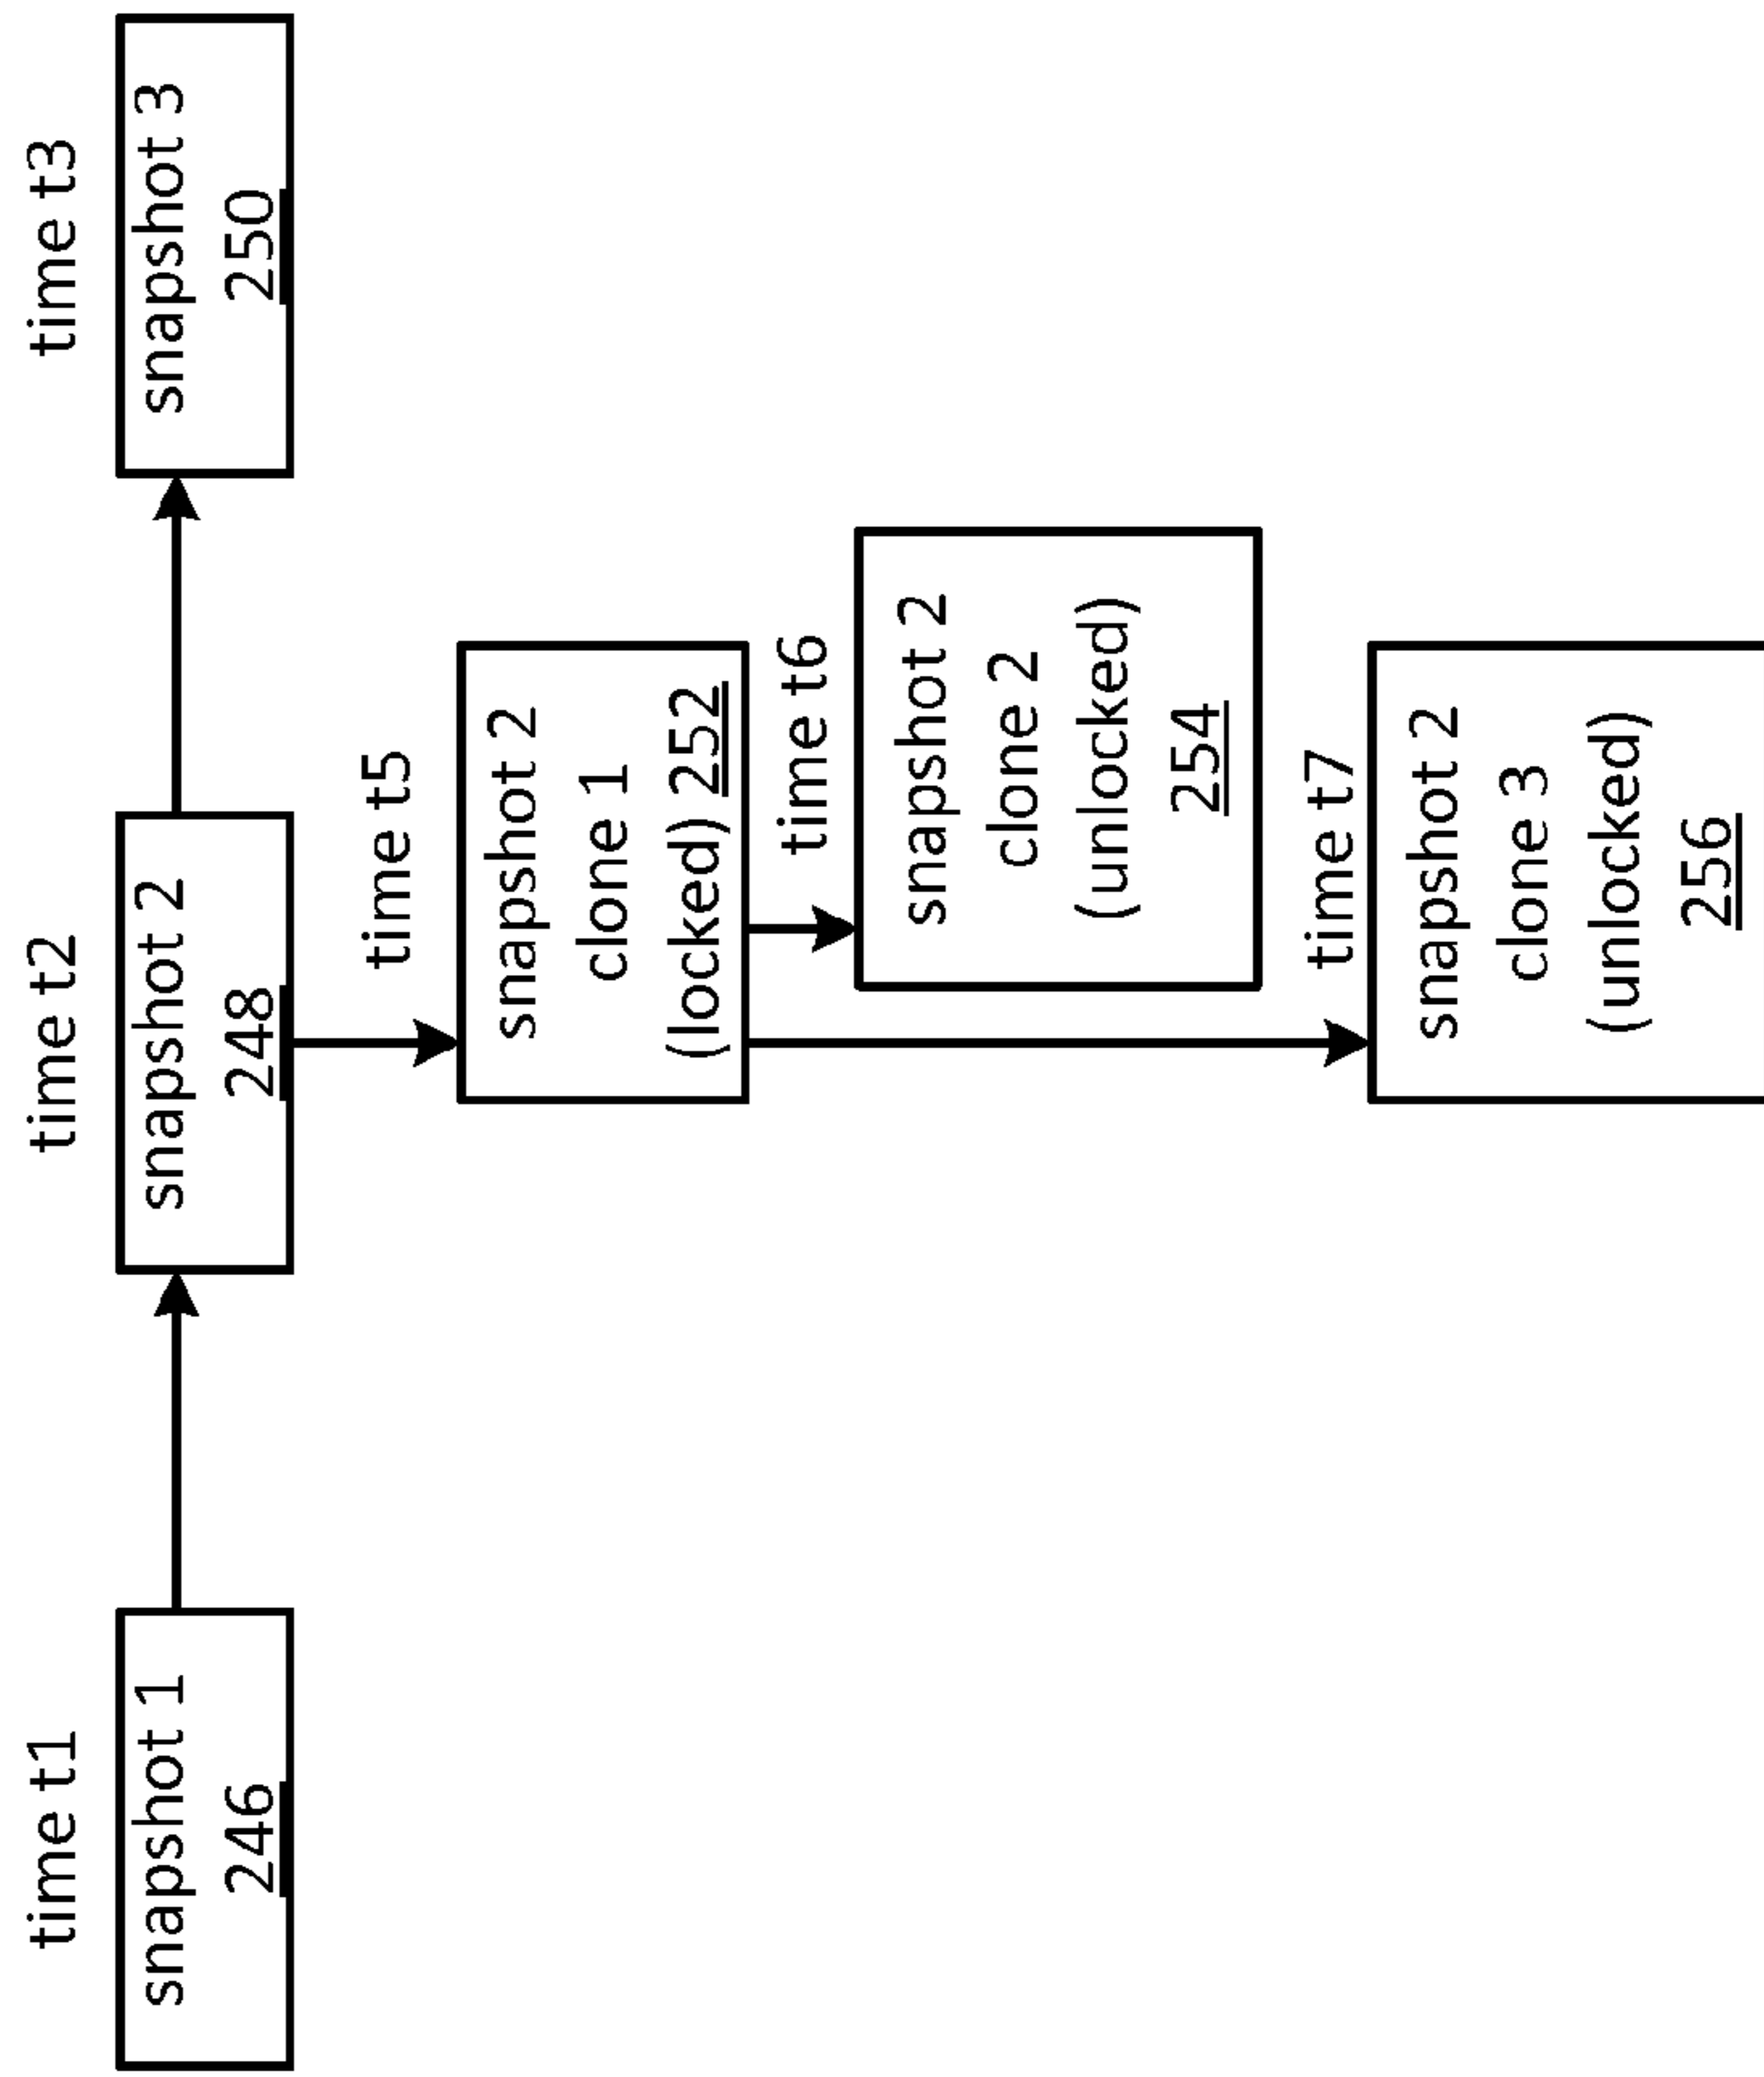 time t1
snapshot 1
246
time t2
snapshot 2
248
time t3
snapshot 3
250
time t5
snapshot 2
clone 1
(locked) 252
time t6
snapshot 2
clone 2
(unlocked)
254
time t7
snapshot 2
clone 3
(unlocked)
256